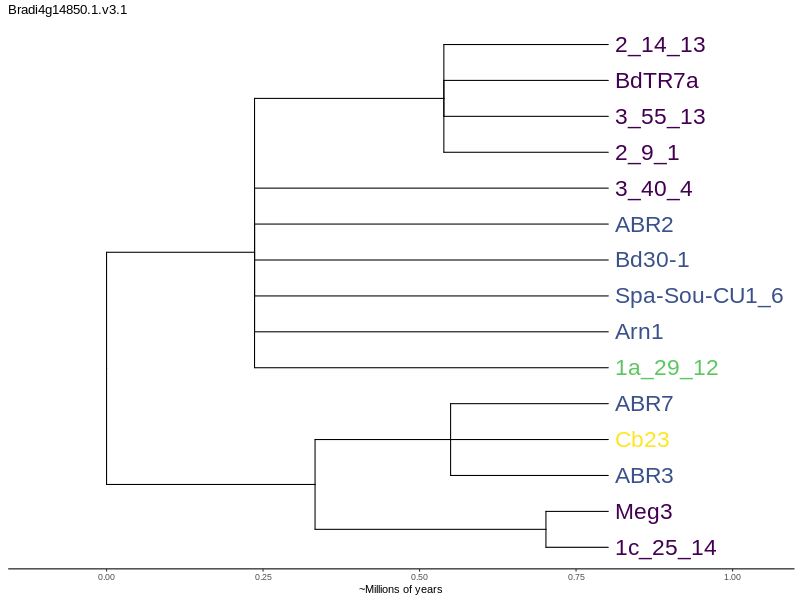 Bradi4g14850.1.v3.1
2_14_13
BdTR7a
3_55_13
2_9_1
3_40_4
ABR2
Bd30-1
Spa-Sou-CU1_6
Arn1
1a_29_12
ABR7
Cb23
ABR3
Meg3
1c_25_14
0.00 0.25 0.50 0.75 1.00
~Millions of years